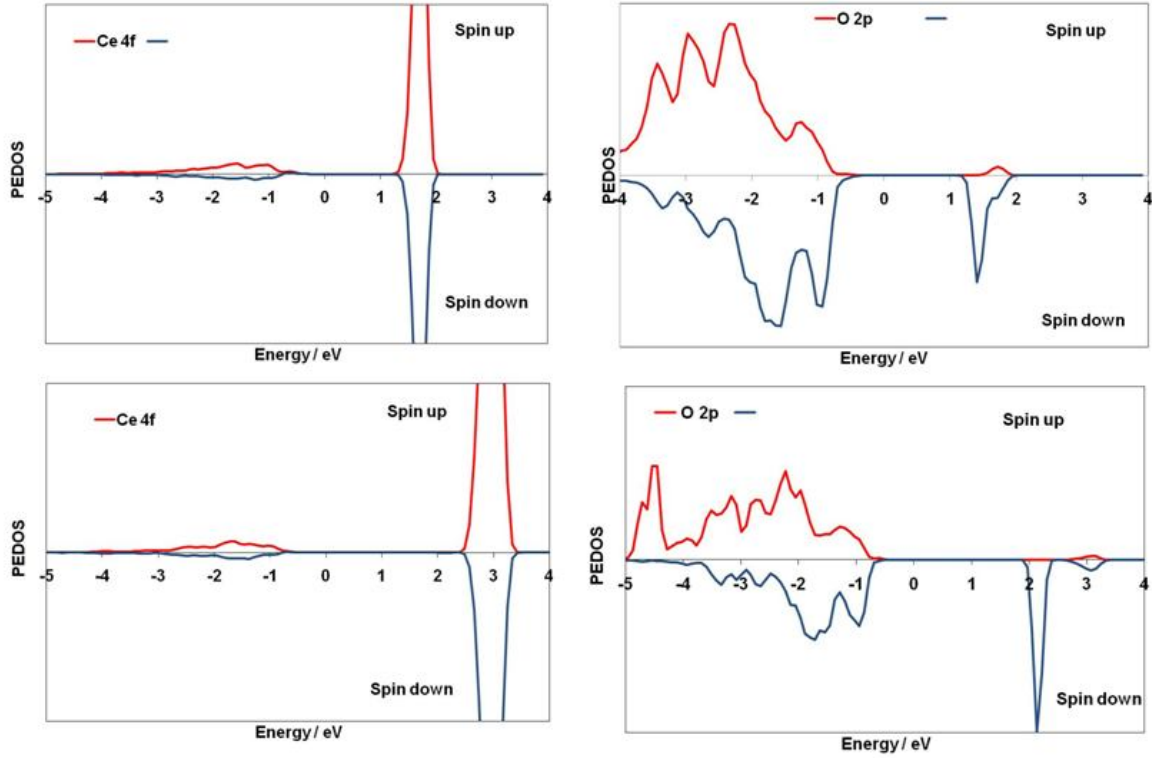 Ce 4f
Spin up
PEDOS
-5 -4 -3 -2 -1 0 1 2 3 4
Spin down
Energy / eV
O 2p
Spin up
PEDOS
-4 -3 -2 -1 0 1 2 3 4
Spin down
Energy / eV
Ce 4f
Spin up
PEDOS
-5 -4 -3 -2 -1 0 1 2 3 4
Spin down
Energy / eV
O 2p
Spin up
PEDOS
-5 -4 -3 -2 -1 0 1 2 3 4
Spin down
Energy / eV